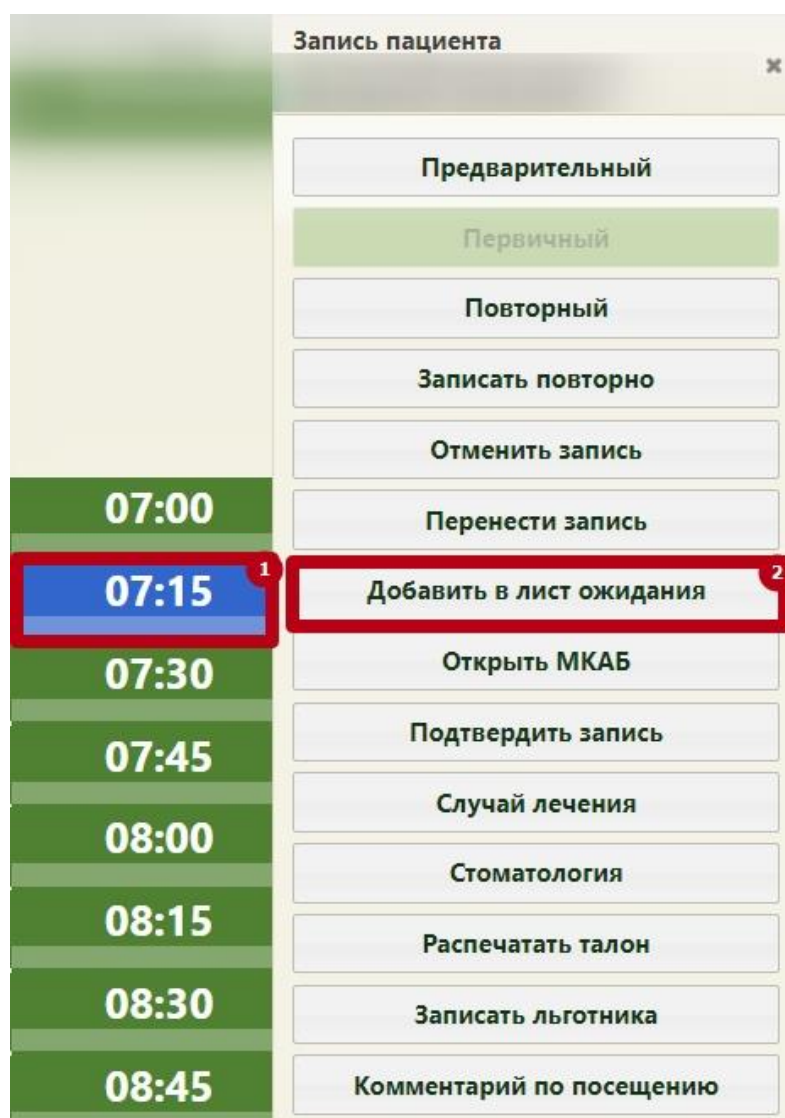 Запись пациента
Предварительный
Первичный
Повторный
Записать повторно
Отменить запись
07:00
Перенести запись
07:15
1
Добавить в лист ожидания
2
07:30
Открыть МКАБ
07:45
Подтвердить запись
Случай лечения
08:00
Стоматология
08:15
Распечатать талон
08:30
Записать льготника
08:45
Комментарий по посещению